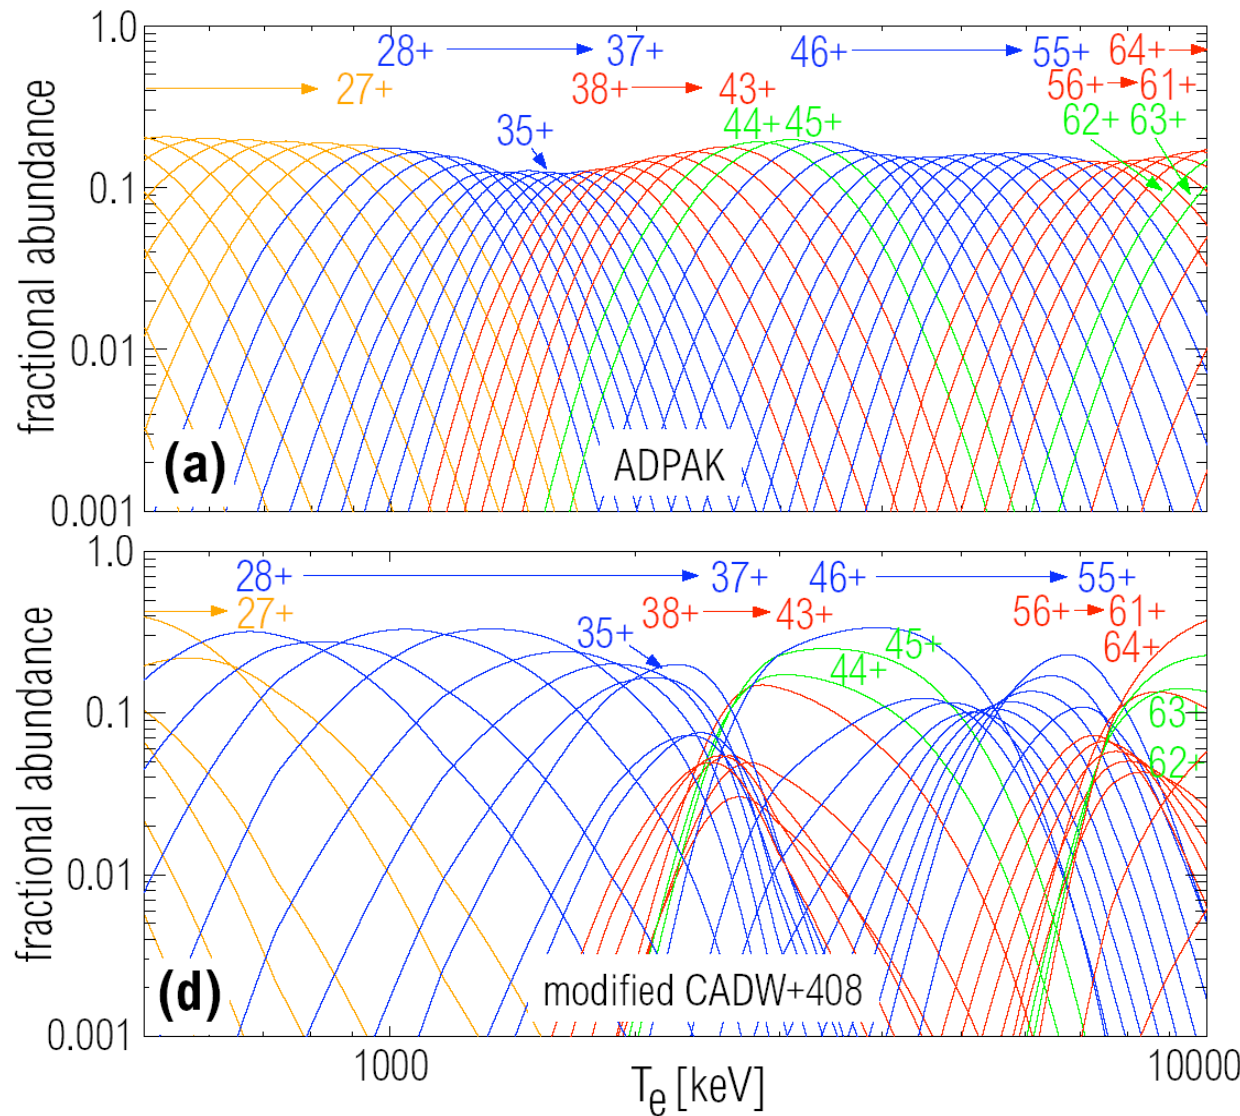 1.0
28+ 37+ 46+ 55+ 64+
27+ 38+ 43+ 56+ 61+
35+ 44+ 45+ 62+ 63+
0.1
fractional abundance
0.01
(a) ADPAK
0.001
1.0
28+ 37+ 46+ 55+
27+ 38+ 43+ 56+ 61+
35+ 45+ 64+
44+
0.1
63+
62+
fractional abundance
0.01
(d) modified CADW+408
0.001
1000 10000
Te [keV]